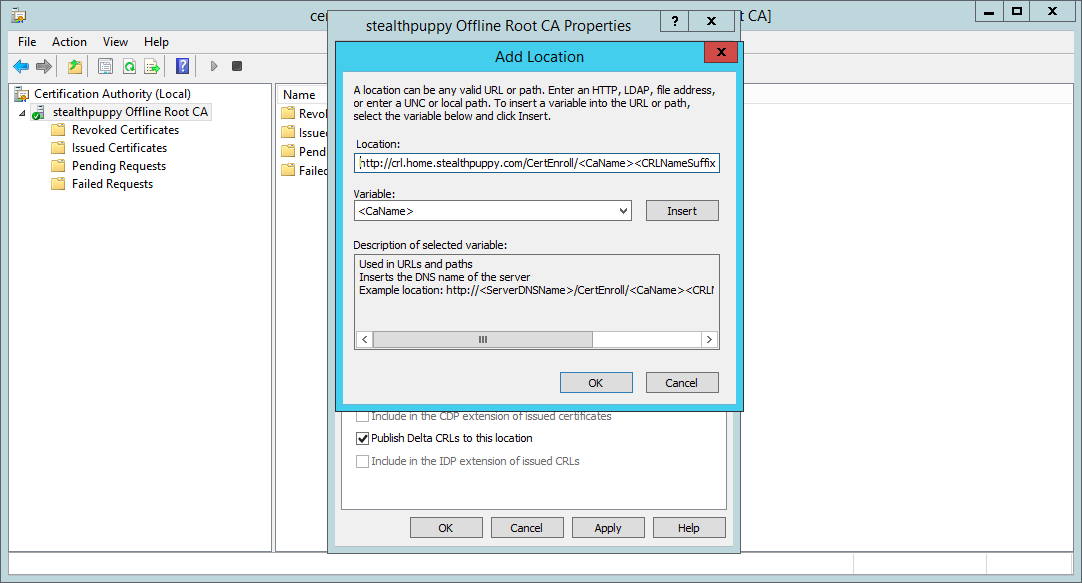 cer
t CA]
stealthpuppy Offline Root CA Properties
?
X
Add Location
X
File Action View Help
Certification Authority (Local)
stealthpuppy Offline Root CA
Revoked Certificates
Issued Certificates
Pending Requests
Failed Requests
Name
Revol
Issued
Pend
Failed
A location can be any valid URL or path. Enter an HTTP, LDAP, file address,
or enter a UNC or local path. To insert a variable into the URL or path,
select the variable below and click Insert.
Location:
http://crl.home.stealthpuppy.com/CertEnroll/<CaName><CRLNameSuffix
Variable:
<CaName>
Insert
Description of selected variable:
Used in URLs and paths
Inserts the DNS name of the server
Example location: http://<ServerDNSName>/CertEnroll/<CaName><CRLN
OK
Cancel
Include in the CDP extension of issued certificates
Publish Delta CRLs to this location
Include in the IDP extension of issued CRLs
OK
Cancel
Apply
Help